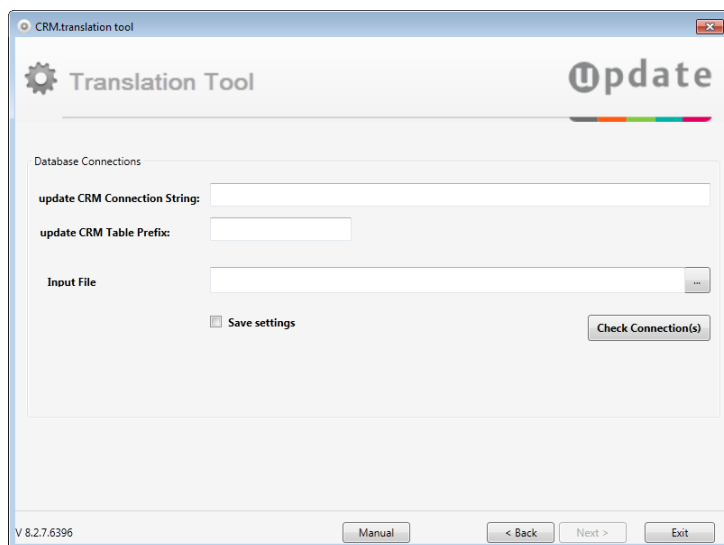 CRM.translation tool
Translation Tool
update
Database Connections
update CRM Connection String:
update CRM Table Prefix:
Input File
...
Save settings
Check Connection(s)
V 8.2.7.6396
Manual
< Back
Next >
Exit